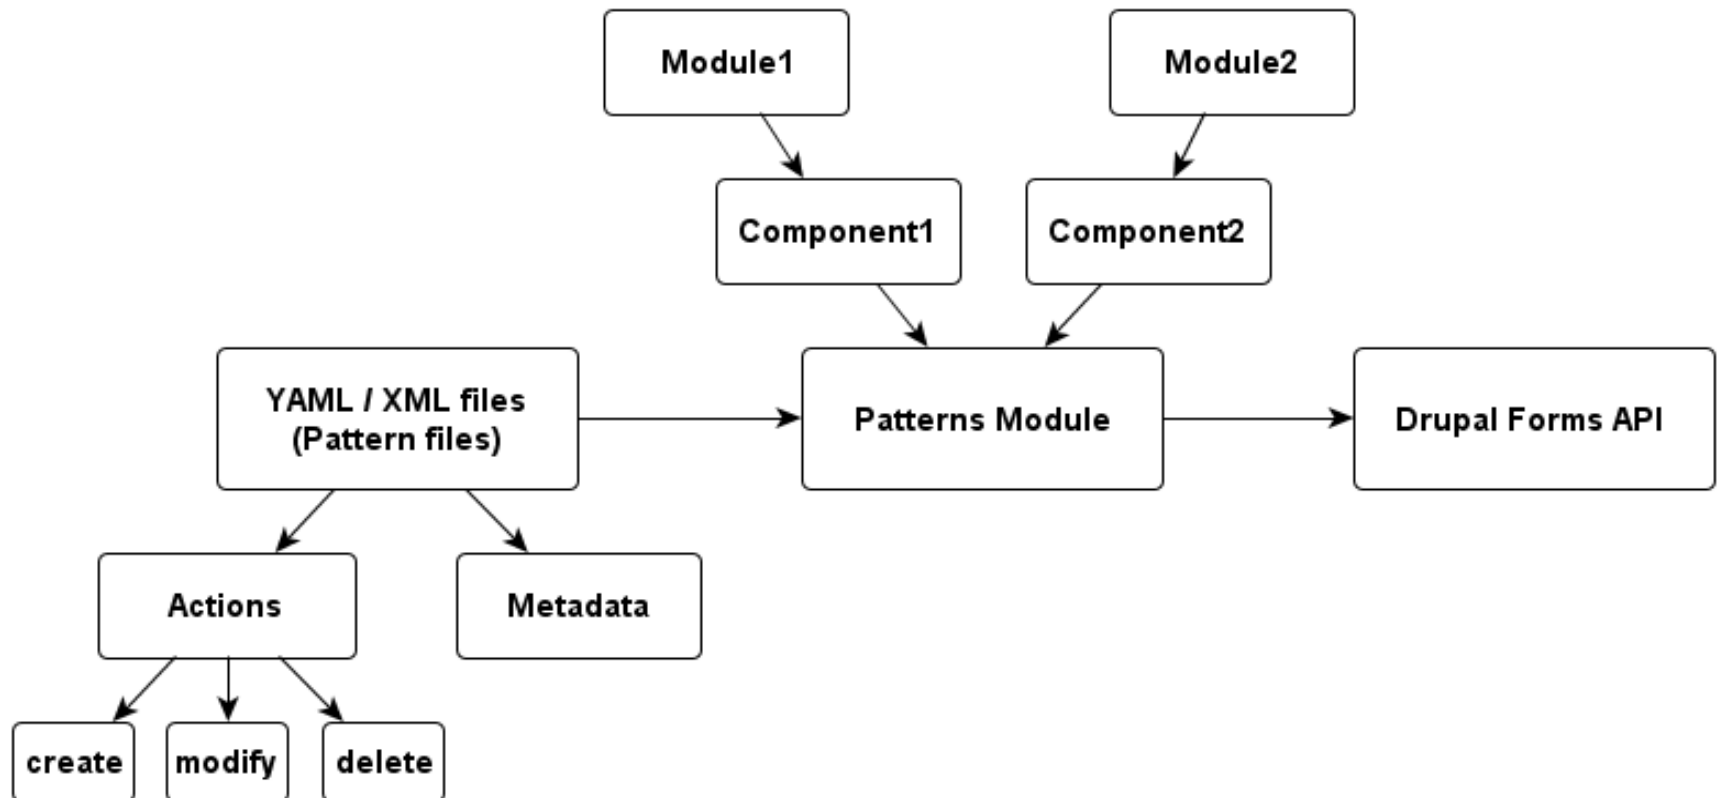 Module1
Module2
Component1
Component2
YAML / XML files
(Pattern files)
Patterns Module
Drupal Forms API
Actions
Metadata
create
modify
delete